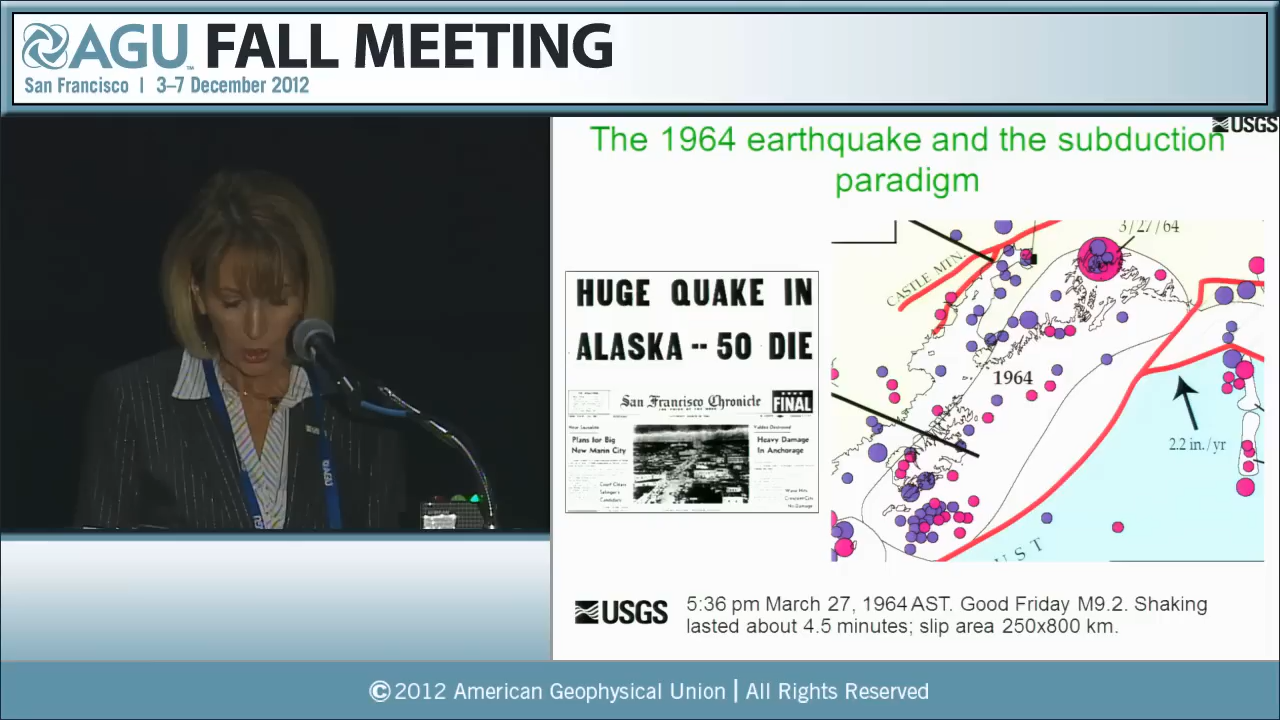 AGU FALL MEETING
San Francisco | 3–7 December 2012
USGS
The 1964 earthquake and the subduction
paradigm
HUGE QUAKE IN
ALASKA -- 50 DIE
San Francisco Chronicle
FINAL
Plans for Big
New Marin City
Heavy Damage
In Anchorage
3/27/64
CASTLE MTN.
1964
2.2 in./yr
UST
USGS
5:36 pm March 27, 1964 AST. Good Friday M9.2. Shaking
lasted about 4.5 minutes; slip area 250x800 km.
©2012 American Geophysical Union | All Rights Reserved